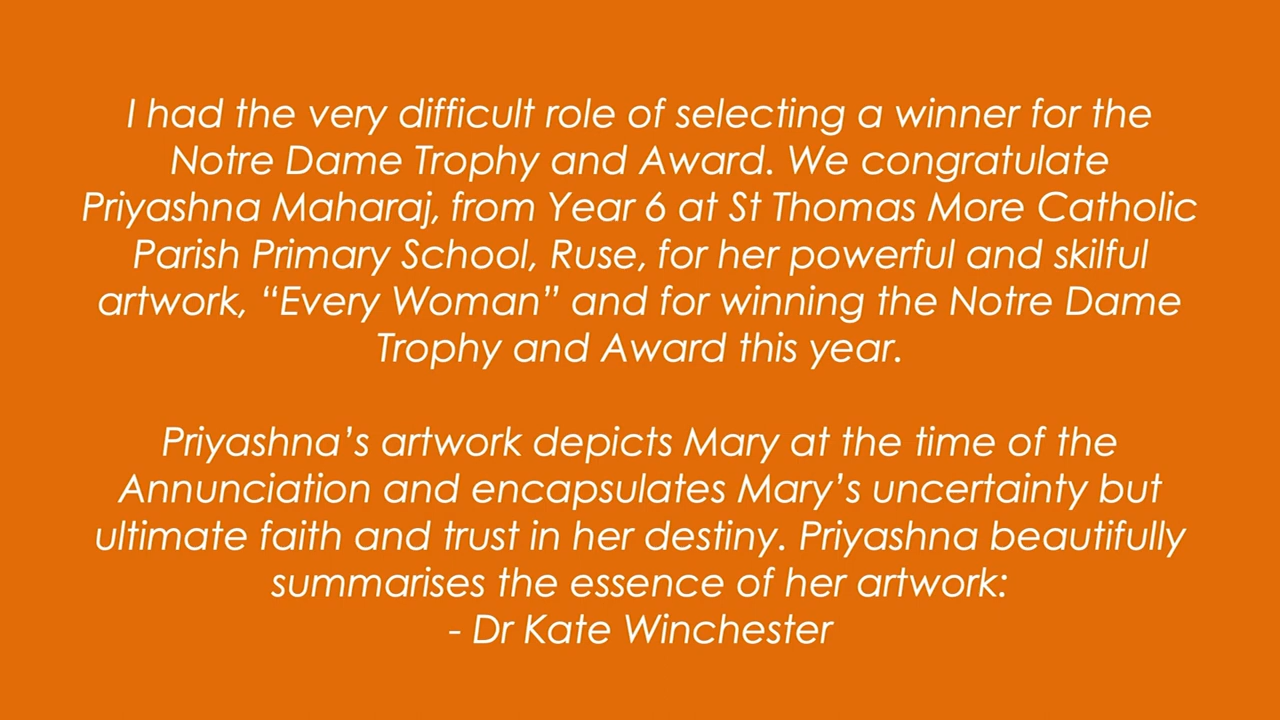 I had the very difficult role of selecting a winner for the
Notre Dame Trophy and Award. We congratulate
Priyashna Maharaj, from Year 6 at St Thomas More Catholic
Parish Primary School, Ruse, for her powerful and skilful
artwork, “Every Woman” and for winning the Notre Dame
Trophy and Award this year.
Priyashna’s artwork depicts Mary at the time of the
Annunciation and encapsulates Mary’s uncertainty but
ultimate faith and trust in her destiny. Priyashna beautifully
summarises the essence of her artwork:
- Dr Kate Winchester